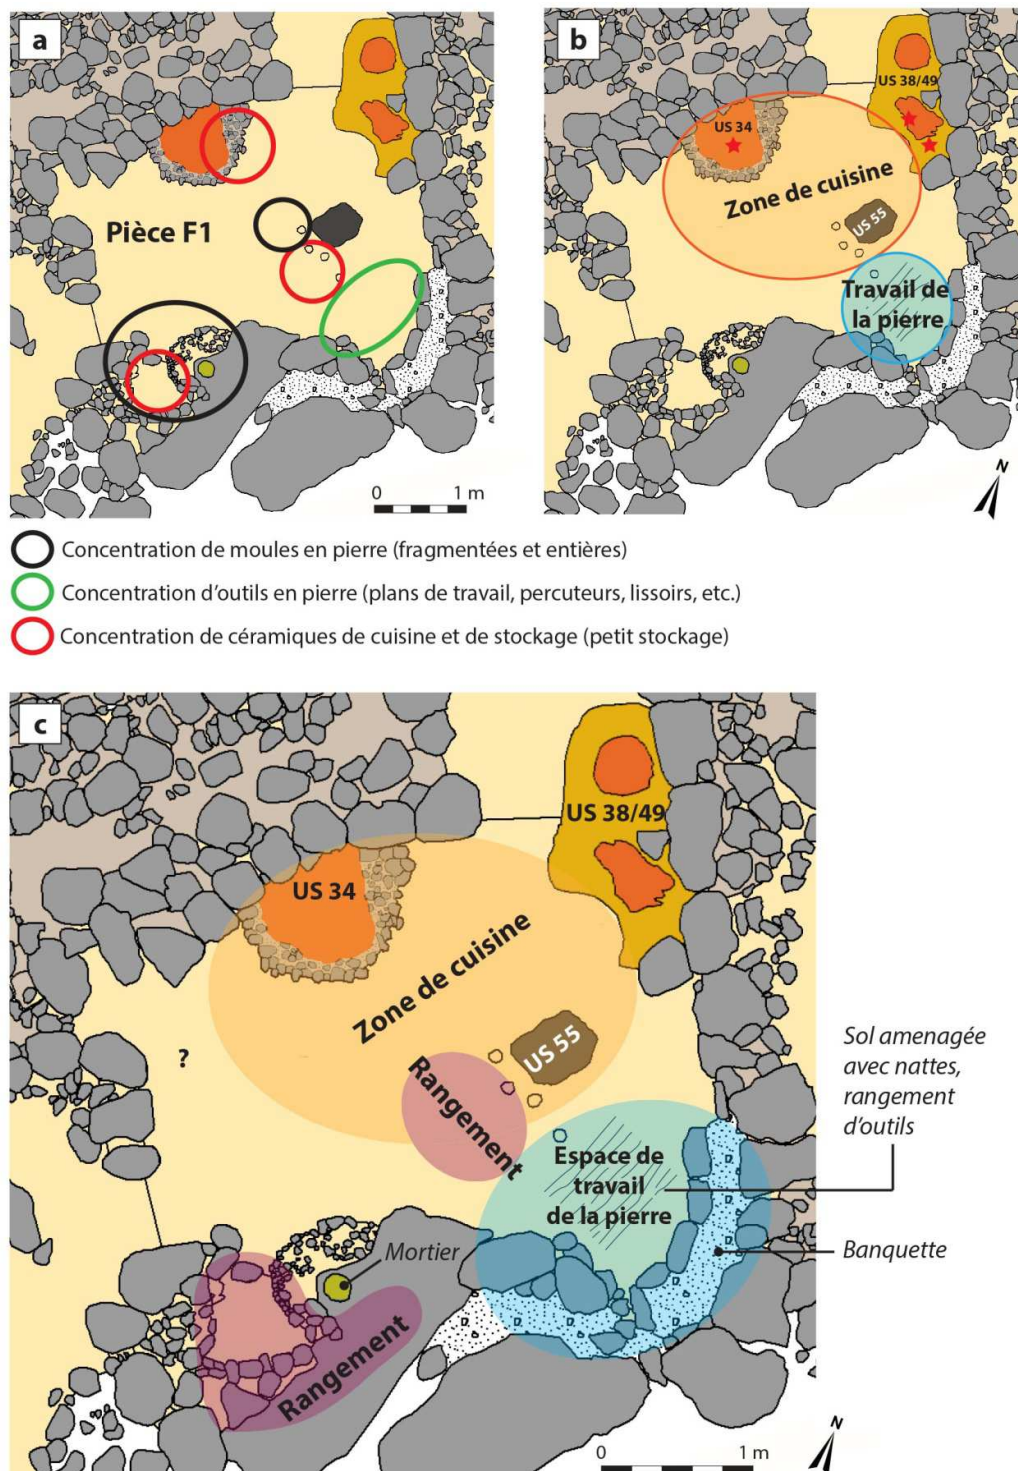 a
Pièce F1
0 1 m
b
US 38/49
US 34
Zone de cuisine
US 55
Travail de
la pierre
N
Concentration de moules en pierre (fragmentées et entières)
Concentration d'outils en pierre (plans de travail, percuteurs, lissoirs, etc.)
Concentration de céramiques de cuisine et de stockage (petit stockage)
c
US 38/49
US 34
Zone de cuisine
US 55
?
Rangement
Sol amenagée
avec nattes,
rangement
d'outils
Espace de
travail
de la pierre
Mortier
Banquette
Rangement
0 1 m
N